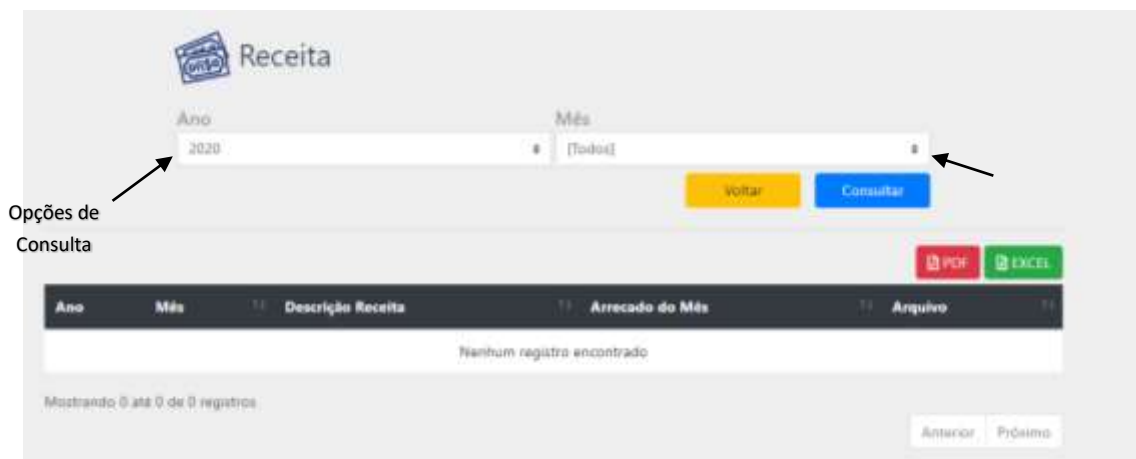 Receita
Ano Mês
2020 [Todos]
Voltar Consultar
Opções de
Consulta
PDF EXCEL
Ano Mês Descrição Receita Arrecado do Mês Arquivo
Nenhum registro encontrado
Mostrando 0 até 0 de 0 registros
Anterior Próximo